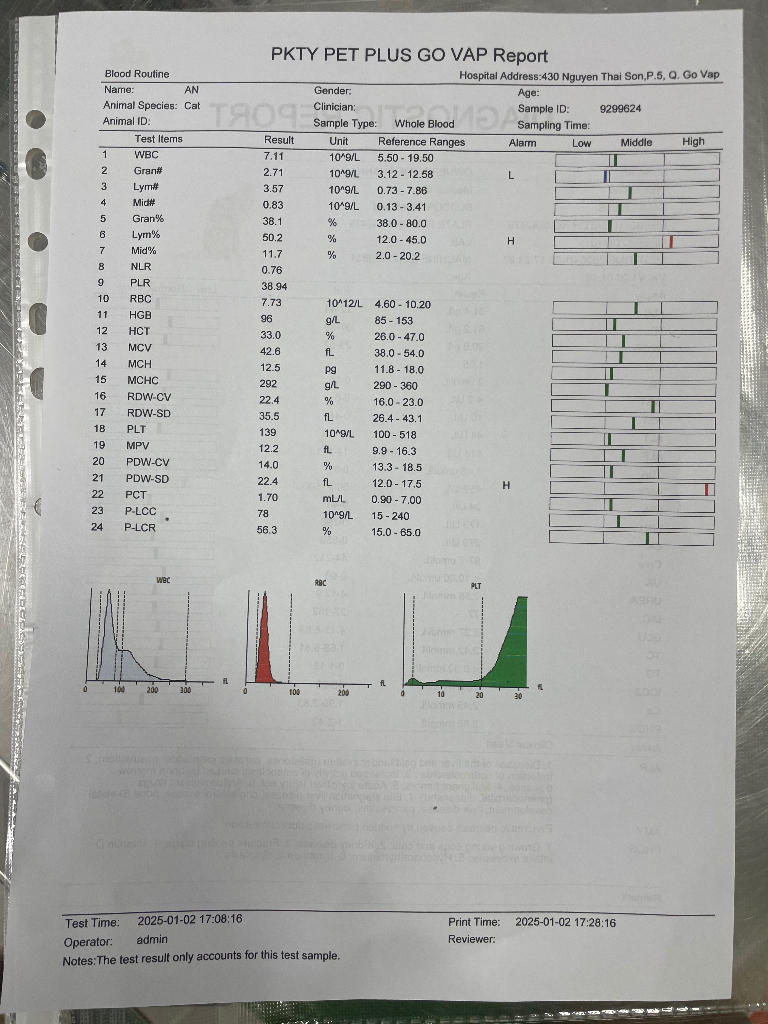 PKTY PET PLUS GO VAP Report
Blood Routine Hospital Address:430 Nguyen Thai Son,P.5, Q. Go Vap
Name: AN Gender: Age:
Animal Species: Cat Clinician: Sample ID: 9299624
Animal ID: Sample Type: Whole Blood Sampling Time:
Test Items Result Unit Reference Ranges Alarm Low Middle High
1 WBC 7.11 10^9/L 5.50 - 19.50
2 Gran# 2.71 10^9/L 3.12 - 12.58 L
3 Lym# 3.57 10^9/L 0.73 - 7.86
4 Mid# 0.83 10^9/L 0.13 - 3.41
5 Gran% 38.1 % 38.0 - 80.0
6 Lym% 50.2 % 12.0 - 45.0 H
7 Mid% 11.7 % 2.0 - 20.2
8 NLR 0.76
9 PLR 38.94
10 RBC 7.73 10^12/L 4.60 - 10.20
11 HGB 96 g/L 85 - 153
12 HCT 33.0 % 26.0 - 47.0
13 MCV 42.6 fL 38.0 - 54.0
14 MCH 12.5 pg 11.8 - 18.0
15 MCHC 292 g/L 290 - 360
16 RDW-CV 22.4 % 16.0 - 23.0
17 RDW-SD 35.5 fL 26.4 - 43.1
18 PLT 139 10^9/L 100 - 518
19 MPV 12.2 fL 9.9 - 16.3
20 PDW-CV 14.0 % 13.3 - 18.5
21 PDW-SD 22.4 fL 12.0 - 17.5 H
22 PCT 1.70 mL/L 0.90 - 7.00
23 P-LCC 78 10^9/L 15 - 240
24 P-LCR 56.3 % 15.0 - 65.0
WBC RBC PLT
0 100 200 300 fL 0 100 200 fL 0 10 20 30 fL
Test Time: 2025-01-02 17:08:16 Print Time: 2025-01-02 17:28:16
Operator: admin Reviewer:
Notes:The test result only accounts for this test sample.